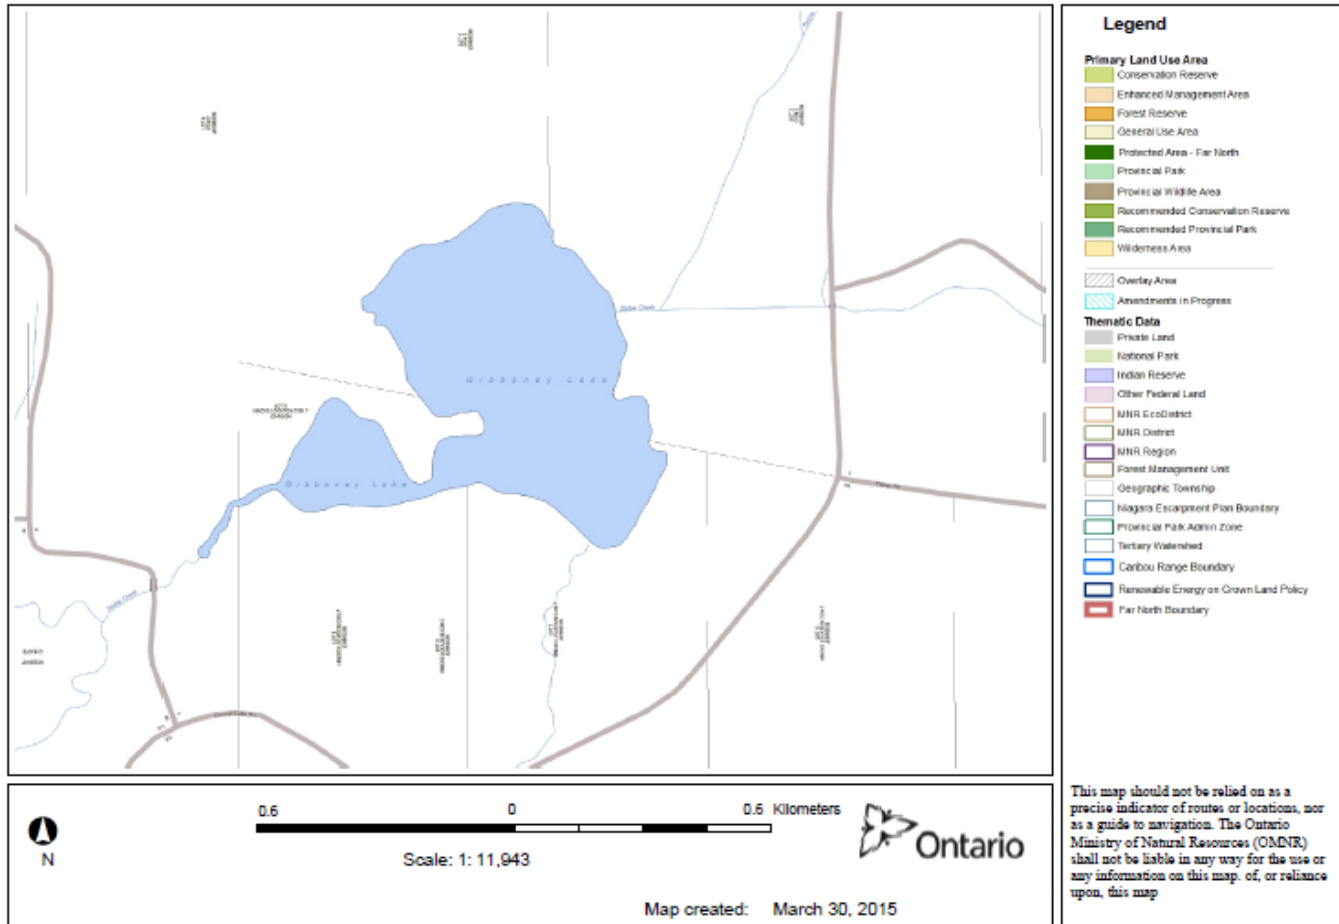 Gibboney Lake
Gibboney Lake
Legend
Primary Land Use Area
Conservation Reserve
Enhanced Management Area
Forest Reserve
General Use Area
Protected Area - Far North
Provincial Park
Provincial Wildlife Area
Recommended Conservation Reserve
Recommended Provincial Park
Wilderness Area
Overlay Area
Amendments in Progress
Thematic Data
Private Land
National Park
Indian Reserve
Other Federal Land
MNR EcoDistrict
MNR District
MNR Region
Forest Management Unit
Geographic Township
Niagara Escarpment Plan Boundary
Provincial Park Admin Zone
Tertiary Watershed
Caribou Range Boundary
Renewable Energy on Crown Land Policy
Far North Boundary
This map should not be relied on as a
precise indicator of routes or locations, nor
as a guide to navigation. The Ontario
Ministry of Natural Resources (OMNR)
shall not be liable in any way for the use or
any information on this map. of, or reliance
upon, this map
N
0.6 0 0.6 Kilometers
Scale: 1: 11,943
Ontario
Map created: March 30, 2015